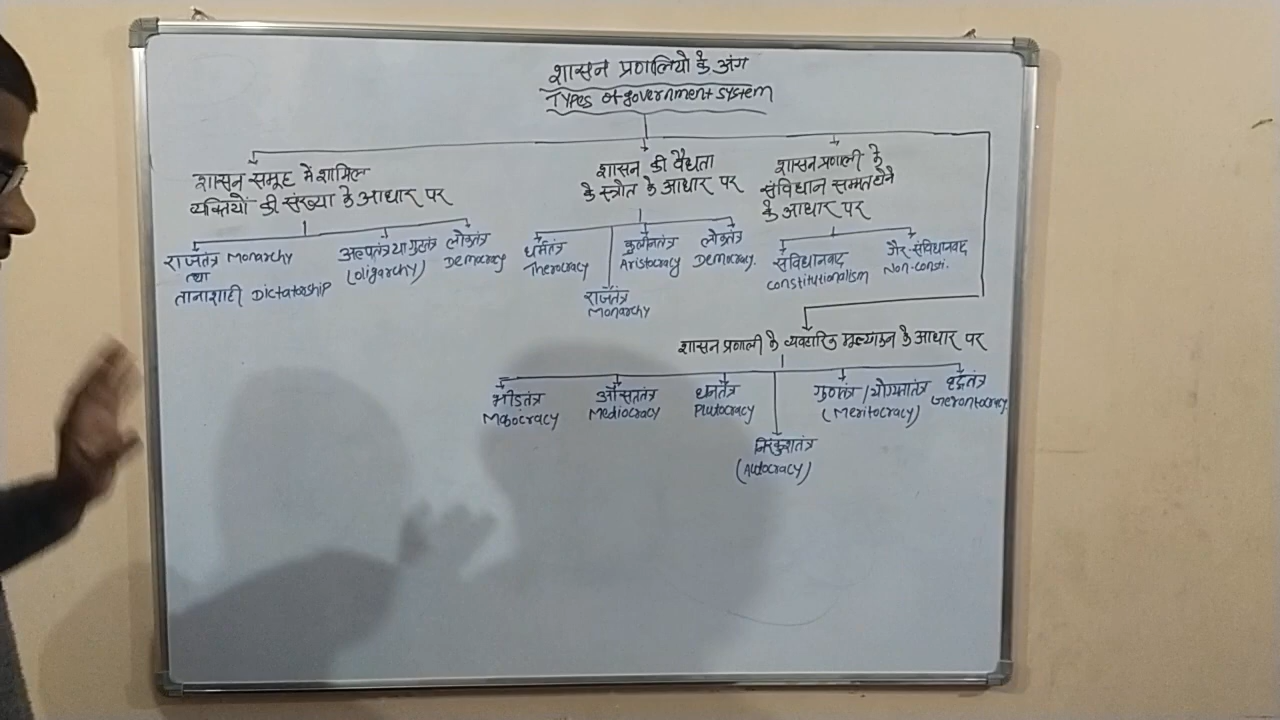 शासन प्रणालियो के अंग
Types of government system
शासन समूह में शामिल
व्यक्तियों की संख्या के आधार पर
राजतंत्र Monarchy
तथा
तानाशाही Dictatorship
अल्पतंत्र या गुटतंत्र
(oligarchy)
लोकतंत्र
Democracy
शासन की वैधता
के स्त्रोत के आधार पर
धर्मतंत्र
Therocracy
राजतंत्र
Monarchy
कुलीनतंत्र
Aristocracy
लोकतंत्र
Democracy.
शासन प्रणाली के
संविधान सम्मत होने
के आधार पर
संविधानवाद
constitutionalism
गैर-संविधानवाद
Non-consti.
शासन प्रणाली के व्यवहारिक मूल्यांकन के आधार पर
भीडतंत्र
Mobocracy
औसततंत्र
Mediocracy
धनतंत्र
Plutocracy
निरंकुशतंत्र
(Autocracy)
गुणतंत्र / योग्यतातंत्र
(Meritocracy)
वृद्धतंत्र
Gerontocracy.